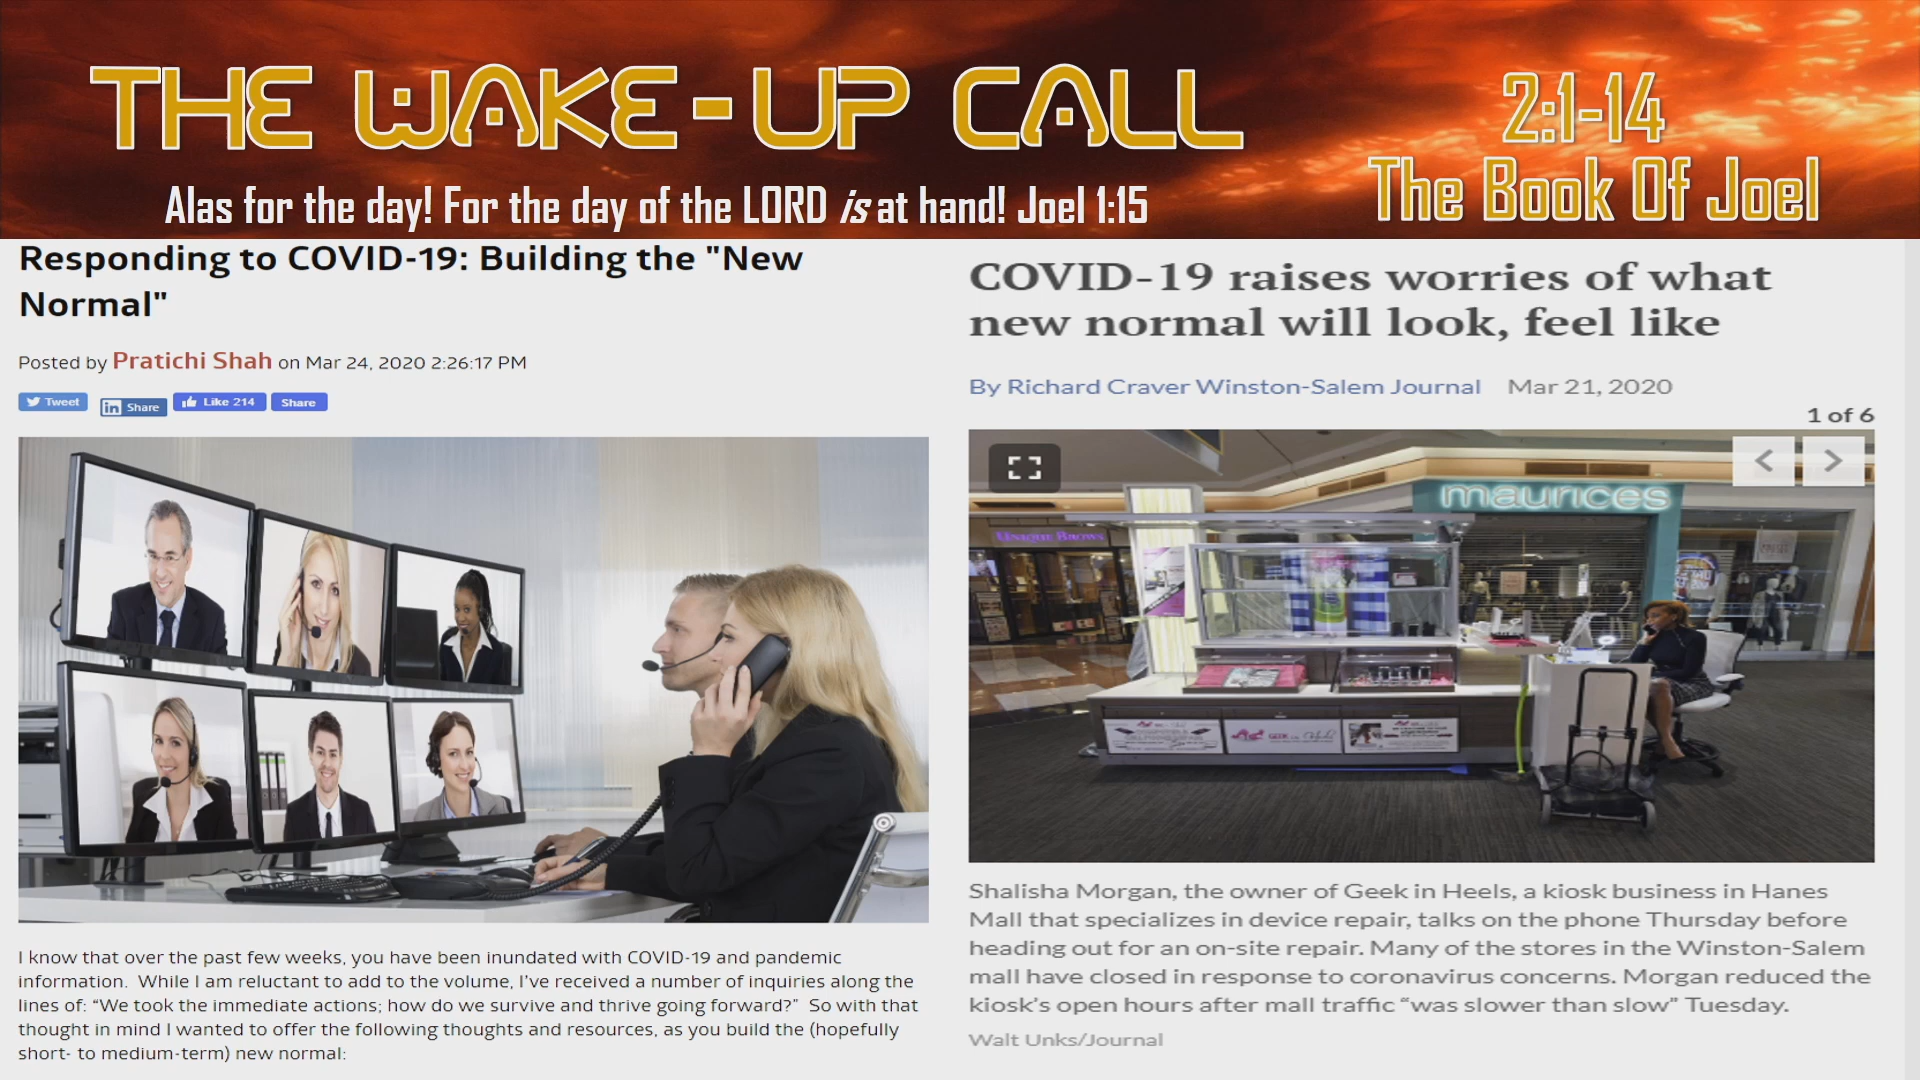 THE WAKE-UP CALL
Alas for the day! For the day of the LORD is at hand! Joel 1:15
2:1-14
The Book Of Joel
Responding to COVID-19: Building the "New
Normal"
Posted by Pratichi Shah on Mar 24, 2020 2:26:17 PM
Tweet
in Share
Like 214
Share
I know that over the past few weeks, you have been inundated with COVID-19 and pandemic
information. While I am reluctant to add to the volume, I've received a number of inquiries along the
lines of: “We took the immediate actions; how do we survive and thrive going forward?” So with that
thought in mind I wanted to offer the following thoughts and resources, as you build the (hopefully
short- to medium-term) new normal:
COVID-19 raises worries of what
new normal will look, feel like
By Richard Craver Winston-Salem Journal Mar 21, 2020
1 of 6
maurices
Unique Brows
GEEK
Shalisha Morgan, the owner of Geek in Heels, a kiosk business in Hanes
Mall that specializes in device repair, talks on the phone Thursday before
heading out for an on-site repair. Many of the stores in the Winston-Salem
mall have closed in response to coronavirus concerns. Morgan reduced the
kiosk’s open hours after mall traffic “was slower than slow” Tuesday.
Walt Unks/Journal